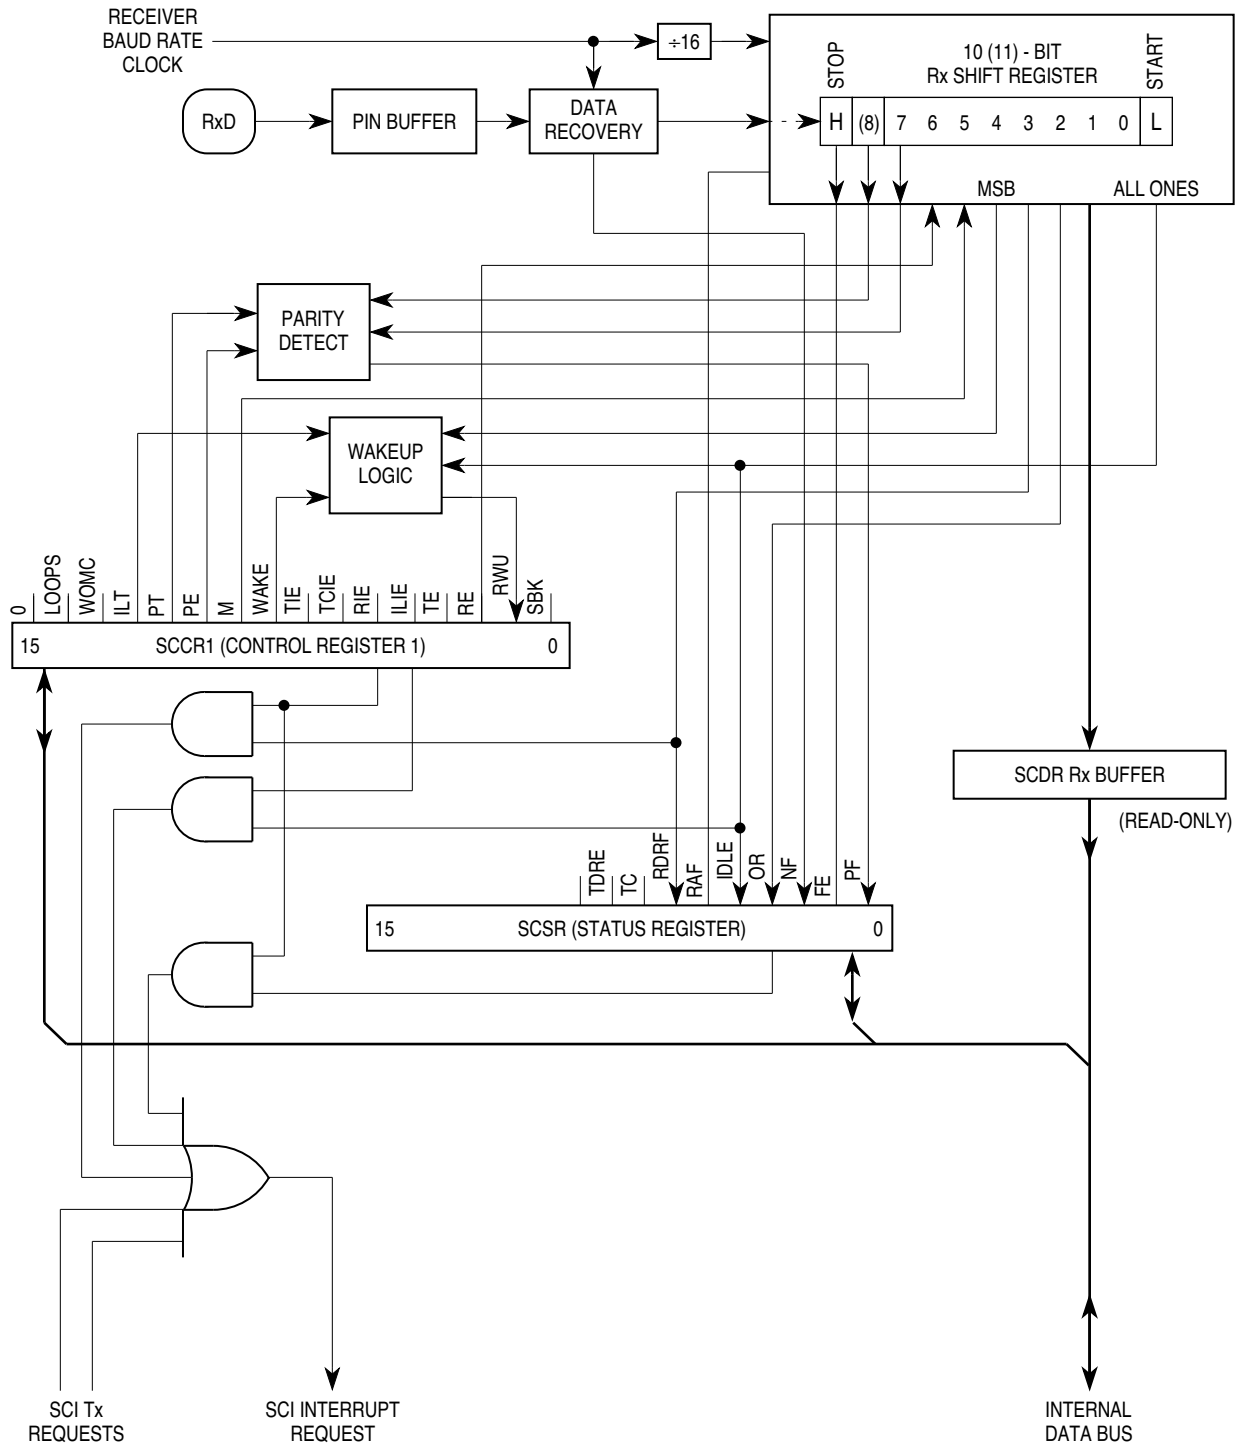 RECEIVER
BAUD RATE
CLOCK
÷16
10 (11) - BIT
Rx SHIFT REGISTER
STOP
START
RxD
PIN BUFFER
DATA
RECOVERY
H (8) 7 6 5 4 3 2 1 0 L
MSB
ALL ONES
PARITY
DETECT
WAKEUP
LOGIC
0
LOOPS
WOMC
ILT
PT
PE
M
WAKE
TIE
TCIE
RIE
ILIE
TE
RE
RWU
SBK
15 SCCR1 (CONTROL REGISTER 1) 0
SCDR Rx BUFFER
(READ-ONLY)
TDRE
TC
RDRF
RAF
IDLE
OR
NF
FE
PF
15 SCSR (STATUS REGISTER) 0
SCI Tx
REQUESTS
SCI INTERRUPT
REQUEST
INTERNAL
DATA BUS